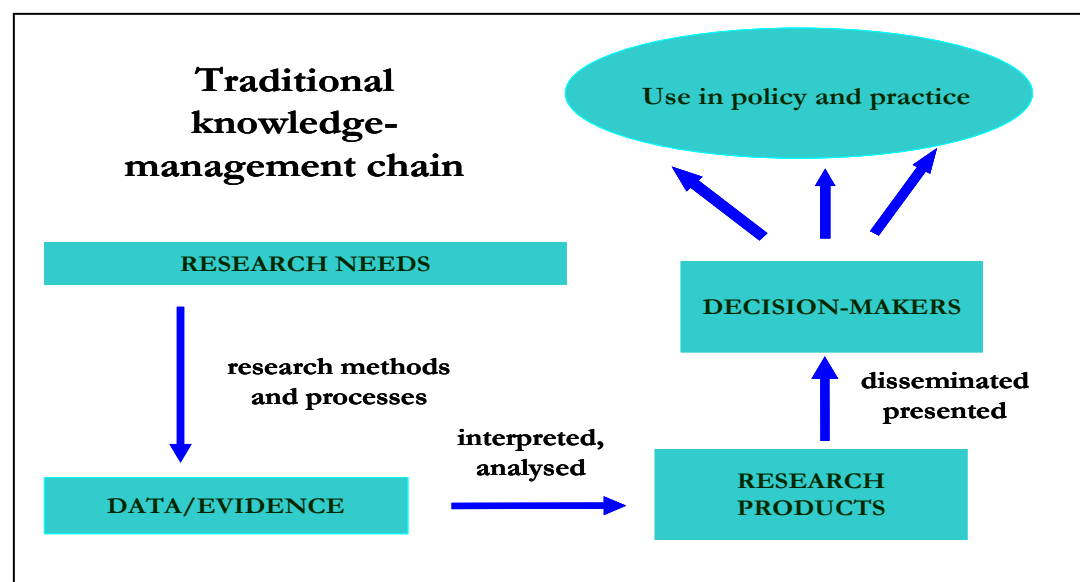 Traditional
knowledge-
management chain
Use in policy and practice
RESEARCH NEEDS
DECISION-MAKERS
research methods
and processes
disseminated
presented
interpreted,
analysed
DATA/EVIDENCE
RESEARCH
PRODUCTS